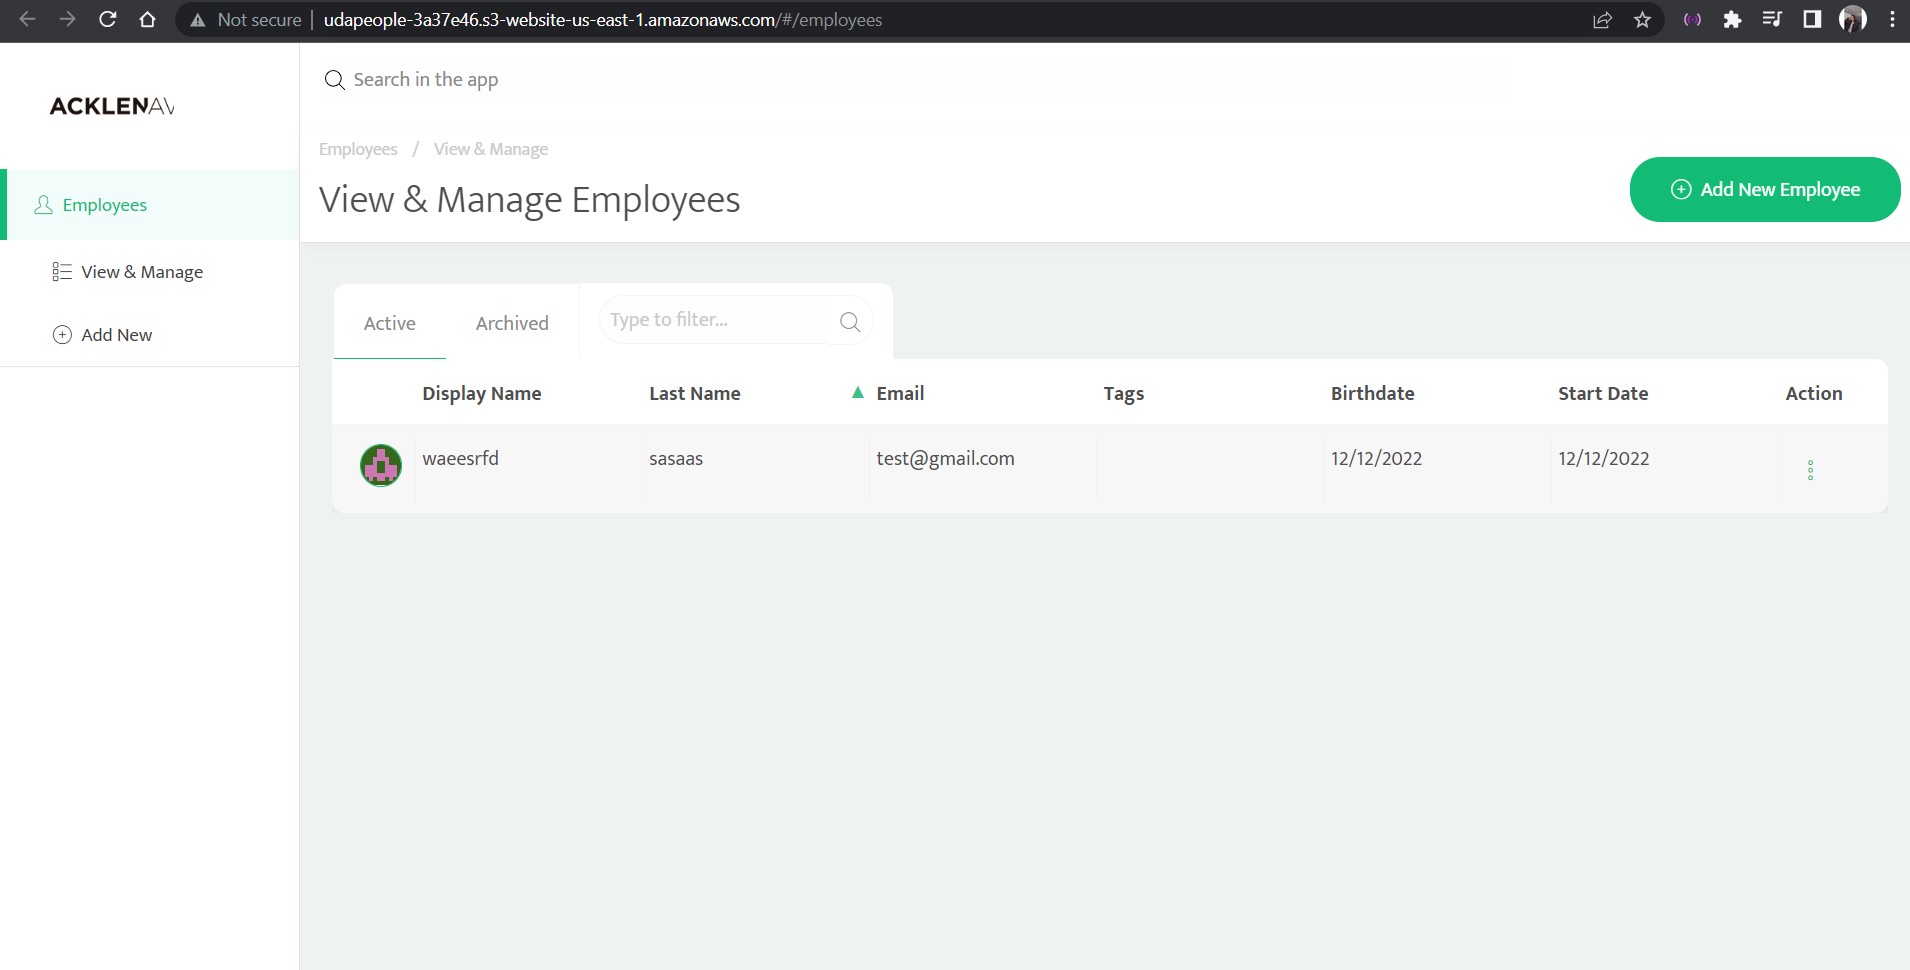 Not secure | udapeople-3a37e46.s3-website-us-east-1.amazonaws.com/#/employees
ACKLENAV
Search in the app
Employees / View & Manage
View & Manage Employees
Add New Employee
Employees
View & Manage
Add New
Active Archived Type to filter...
Display Name Last Name Email Tags Birthdate Start Date Action
waeesrfd sasaas test@gmail.com 12/12/2022 12/12/2022